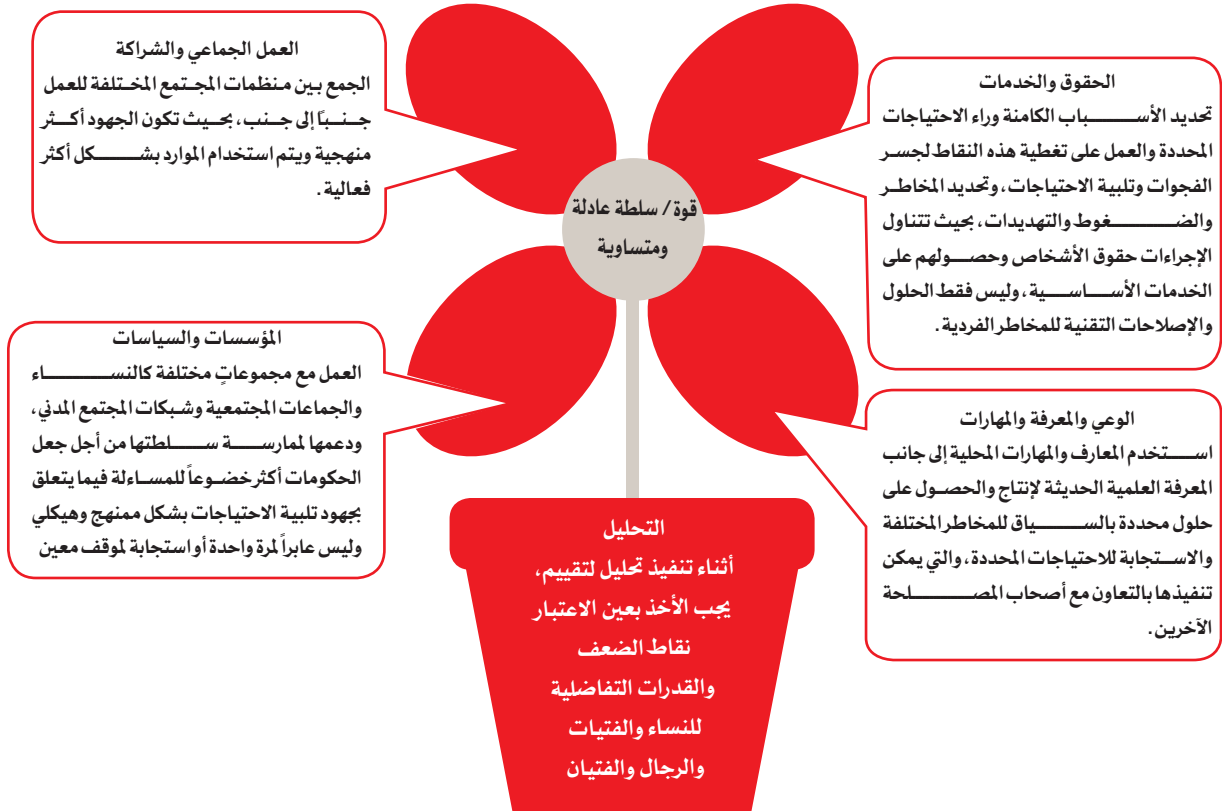 الحقوق والخدمات
تحديد الأسباب الكامنة وراء الاحتياجات
المحددة والعمل على تغطية هذه النقاط لجسر
الفجوات وتلبية الاحتياجات، وتحديد المخاطر
والضغوط والتهديدات، بحيث تتناول
الإجراءات حقوق الأشخاص وحصولهم على
الخدمات الأساسية، وليس فقط الحلول
والإصلاحات التقنية للمخاطر الفردية.
العمل الجماعي والشراكة
الجمع بين منظمات المجتمع المختلفة للعمل
جنبًا إلى جنب، بحيث تكون الجهود أكثر
منهجية ويتم استخدام الموارد بشكل أكثر
فعالية.
قوة/ سلطة عادلة
ومتساوية
الوعي والمعرفة والمهارات
استخدم المعارف والمهارات المحلية إلى جانب
المعرفة العلمية الحديثة لإنتاج والحصول على
حلول محددة بالسياق للمخاطر المختلفة
والاستجابة للاحتياجات المحددة، والتي يمكن
تنفيذها بالتعاون مع أصحاب المصلحة
الآخرين.
المؤسسات والسياسات
العمل مع مجموعاتٍ مختلفة كالنساء
والجماعات المجتمعية وشبكات المجتمع المدني،
ودعمها لممارسة سلطتها من أجل جعل
الحكومات أكثر خضوعاً للمساءلة فيما يتعلق
بجهود تلبية الاحتياجات بشكل ممنهج وهيكلي
وليس عابراً لمرة واحدة أو استجابة لموقف معين
التحليل
أثناء تنفيذ تحليل لتقييم،
يجب الأخذ بعين الاعتبار
نقاط الضعف
والقدرات التفاضلية
للنساء والفتيات
والرجال والفتيان